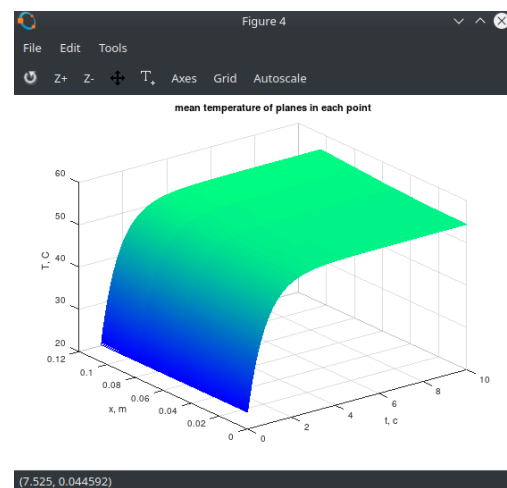 Figure 4
File Edit Tools
Z+ Z- T Axes Grid Autoscale
mean temperature of planes in each point
60
50
40
30
20
T, C
0.12
0.1
0.08
0.06
0.04
0.02
0
x, m
0
2
4
6
8
10
t, c
(7.525, 0.044592)